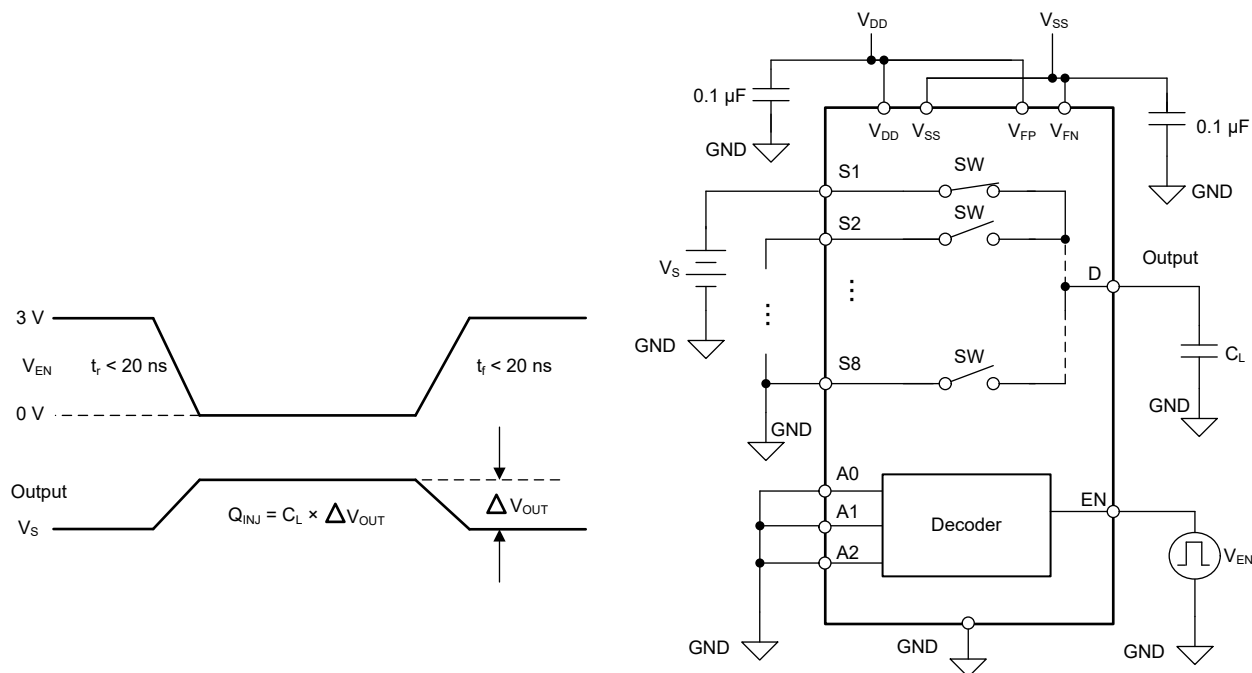 3 V
V_EN
t_r < 20 ns
t_f < 20 ns
0 V
Output
V_S
Q_INJ = C_L × ΔV_OUT
Δ V_OUT
V_DD
V_SS
0.1 µF
GND
V_DD
V_SS
V_FP
V_FN
0.1 µF
GND
S1
SW
S2
SW
V_S
...
...
GND
Output
D
S8
SW
C_L
GND
GND
A0
A1
A2
Decoder
EN
V_EN
GND
GND
GND